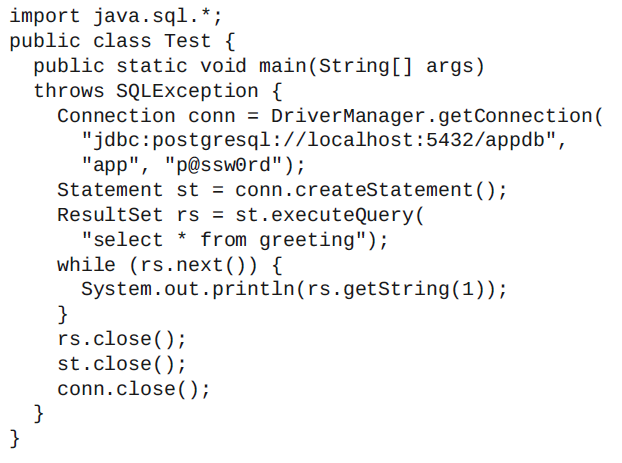 import java.sql.*;
public class Test {
  public static void main(String[] args)
  throws SQLException {
    Connection conn = DriverManager.getConnection(
      "jdbc:postgresql://localhost:5432/appdb",
      "app", "p@ssw0rd");
    Statement st = conn.createStatement();
    ResultSet rs = st.executeQuery(
      "select * from greeting");
    while (rs.next()) {
      System.out.println(rs.getString(1));
    }
    rs.close();
    st.close();
    conn.close();
  }
}